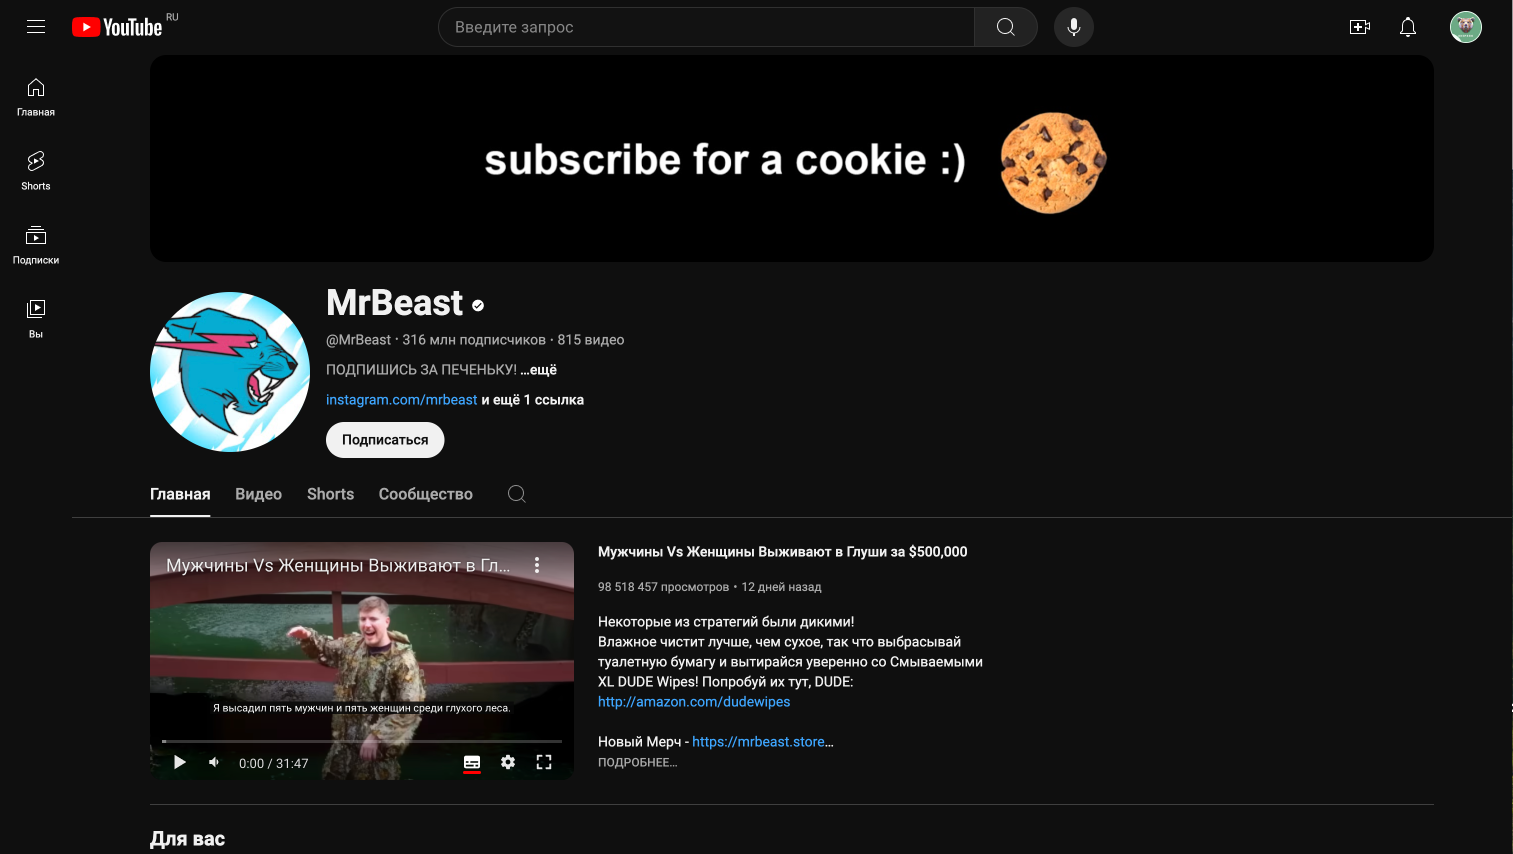 YouTube RU
Введите запрос
Главная
Shorts
Подписки
Вы
subscribe for a cookie :)
MrBeast
@MrBeast • 316 млн подписчиков • 815 видео
ПОДПИШИСЬ ЗА ПЕЧЕНЬКУ! ...ещё
instagram.com/mrbeast и ещё 1 ссылка
Подписаться
Главная Видео Shorts Сообщество
Мужчины Vs Женщины Выживают в Гл...
Я высадил пять мужчин и пять женщин среди глухого леса.
0:00 / 31:47
Мужчины Vs Женщины Выживают в Глуши за $500,000
98 518 457 просмотров • 12 дней назад
Некоторые из стратегий были дикими!
Влажное чистит лучше, чем сухое, так что выбрасывай
туалетную бумагу и вытирайся уверенно со Смываемыми
XL DUDE Wipes! Попробуй их тут, DUDE:
http://amazon.com/dudewipes
Новый Мерч - https://mrbeast.store...
ПОДРОБНЕЕ...
Для вас